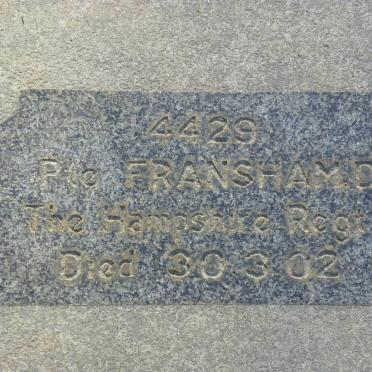 4429
Pte FRANSHAM.D
The Hampshire Regt
Died 30 3 02